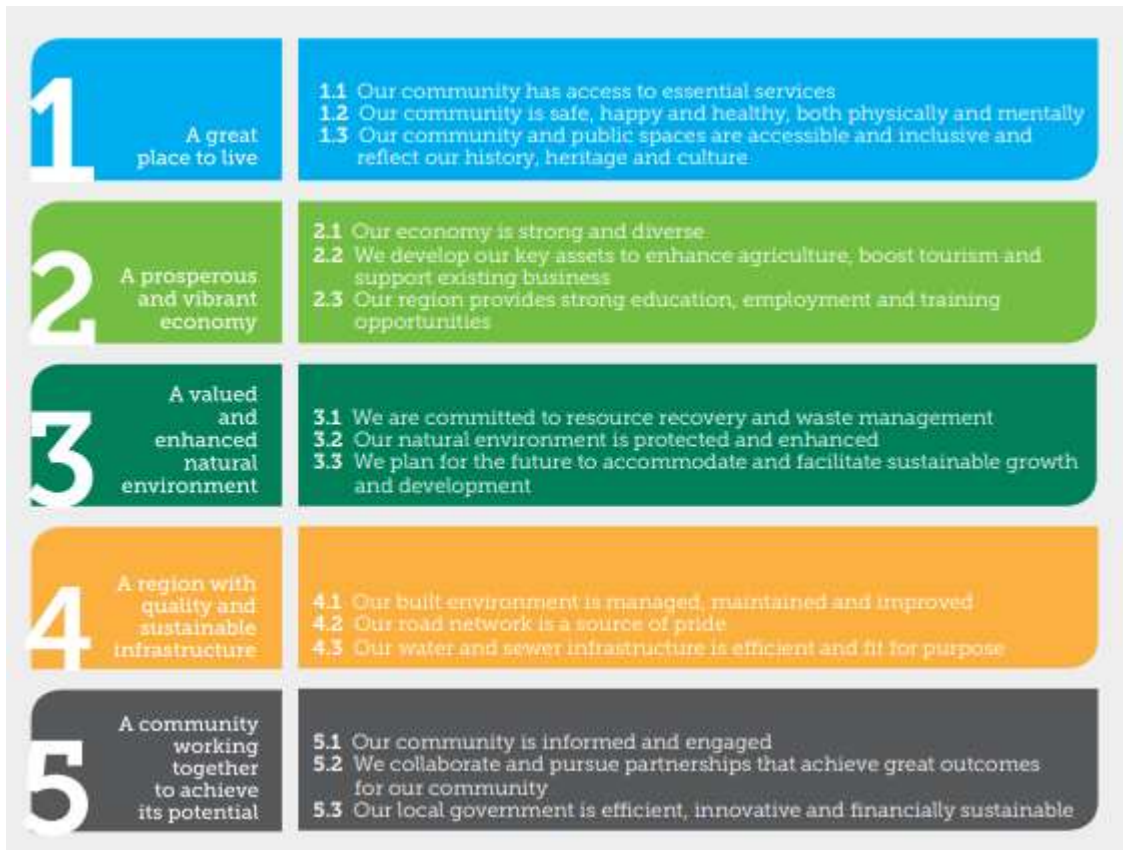 1
A great
place to live
1.1 Our community has access to essential services
1.2 Our community is safe, happy and healthy, both physically and mentally
1.3 Our community and public spaces are accessible and inclusive and
reflect our history, heritage and culture
2
A prosperous
and vibrant
economy
2.1 Our economy is strong and diverse
2.2 We develop our key assets to enhance agriculture, boost tourism and
support existing business
2.3 Our region provides strong education, employment and training
opportunities
3
A valued
and
enhanced
natural
environment
3.1 We are committed to resource recovery and waste management
3.2 Our natural environment is protected and enhanced
3.3 We plan for the future to accommodate and facilitate sustainable growth
and development
4
A region with
quality and
sustainable
infrastructure
4.1 Our built environment is managed, maintained and improved
4.2 Our road network is a source of pride
4.3 Our water and sewer infrastructure is efficient and fit for purpose
5
A community
working
together
to achieve
its potential
5.1 Our community is informed and engaged
5.2 We collaborate and pursue partnerships that achieve great outcomes
for our community
5.3 Our local government is efficient, innovative and financially sustainable